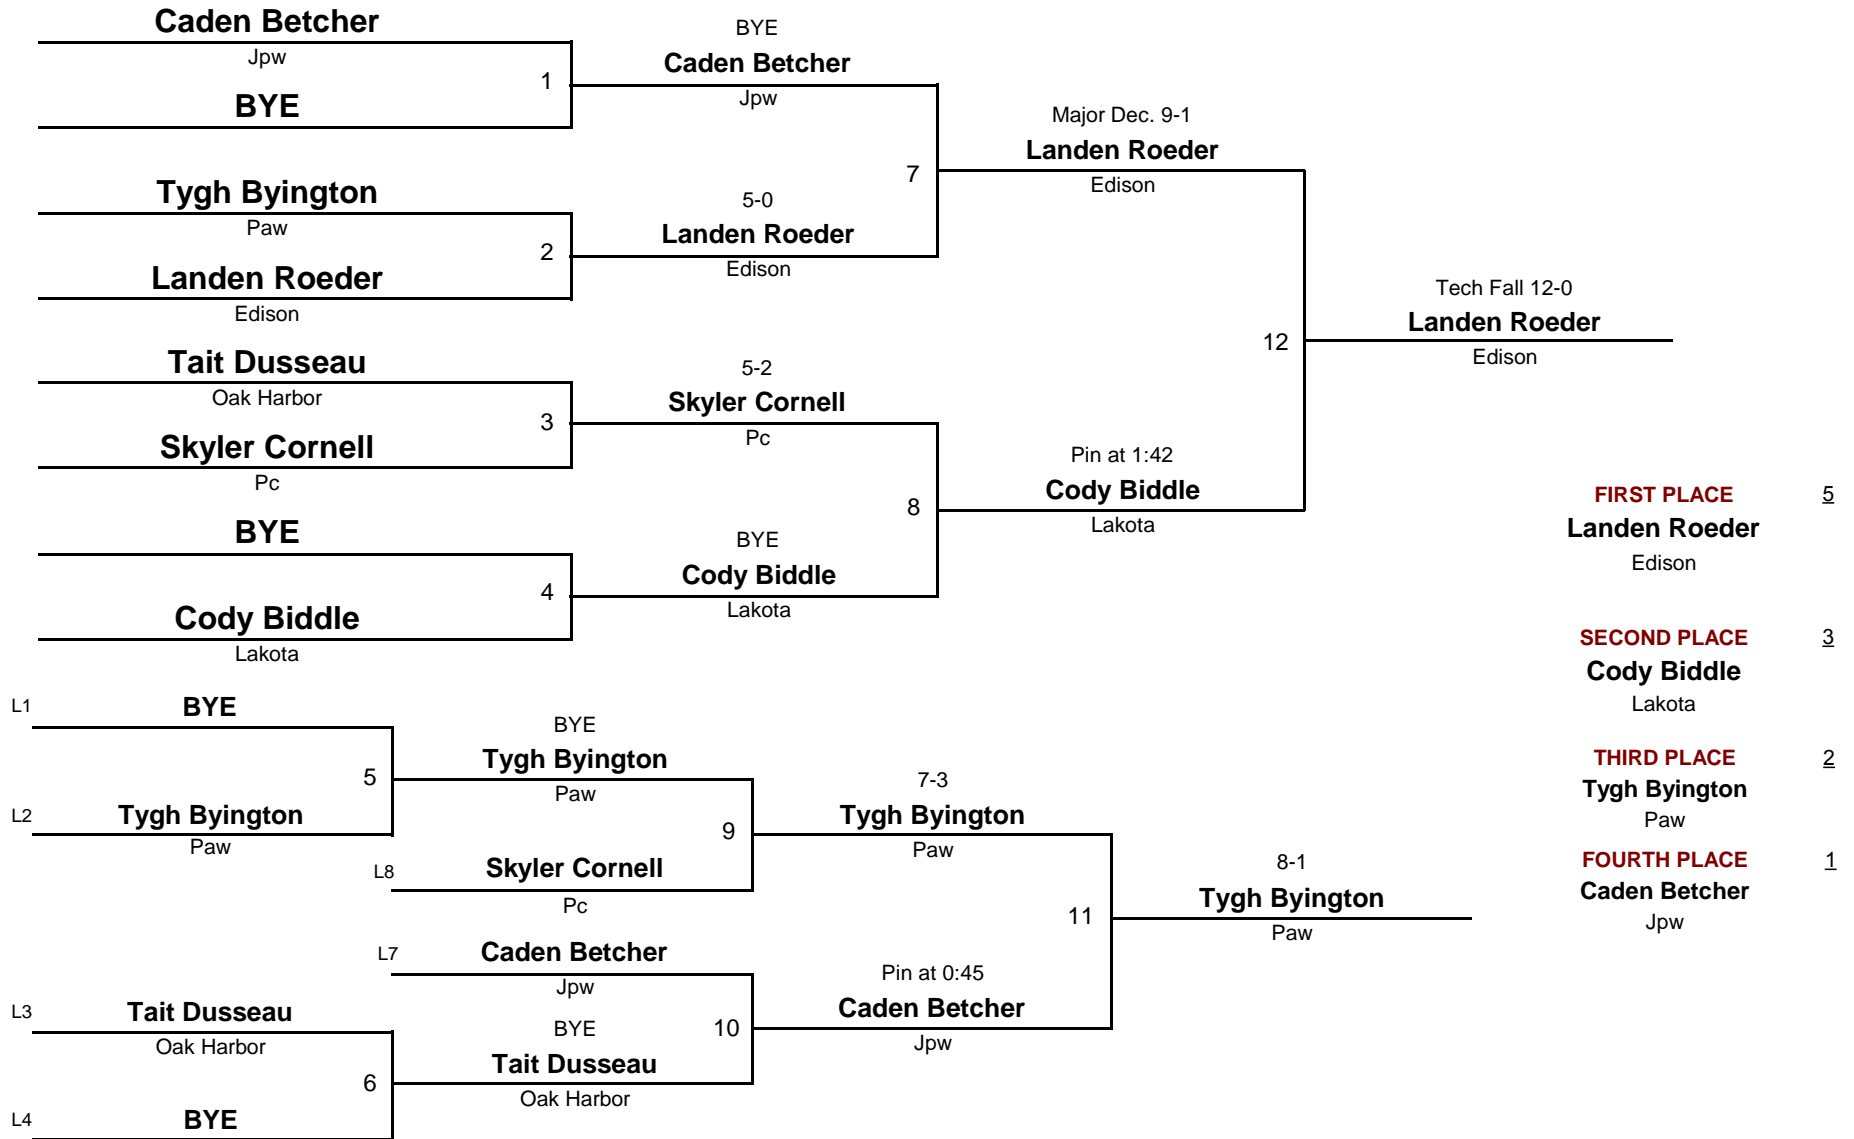 Caden Betcher
Jpw
1
BYE
BYE
Caden Betcher
Jpw
Tygh Byington
Paw
2
Landen Roeder
Edison
5-0
Landen Roeder
Edison
7
Major Dec. 9-1
Landen Roeder
Edison
Tait Dusseau
Oak Harbor
3
Skyler Cornell
Pc
5-2
Skyler Cornell
Pc
BYE
4
Cody Biddle
Lakota
BYE
Cody Biddle
Lakota
8
Pin at 1:42
Cody Biddle
Lakota
12
Tech Fall 12-0
Landen Roeder
Edison
FIRST PLACE 5
Landen Roeder
Edison
SECOND PLACE 3
Cody Biddle
Lakota
THIRD PLACE 2
Tygh Byington
Paw
FOURTH PLACE 1
Caden Betcher
Jpw
L1 BYE
5
L2 Tygh Byington
Paw
BYE
Tygh Byington
Paw
9
L8 Skyler Cornell
Pc
7-3
Tygh Byington
Paw
L7 Caden Betcher
Jpw
10
L3 Tait Dusseau
Oak Harbor
6
L4 BYE
BYE
Tait Dusseau
Oak Harbor
Pin at 0:45
Caden Betcher
Jpw
11
8-1
Tygh Byington
Paw